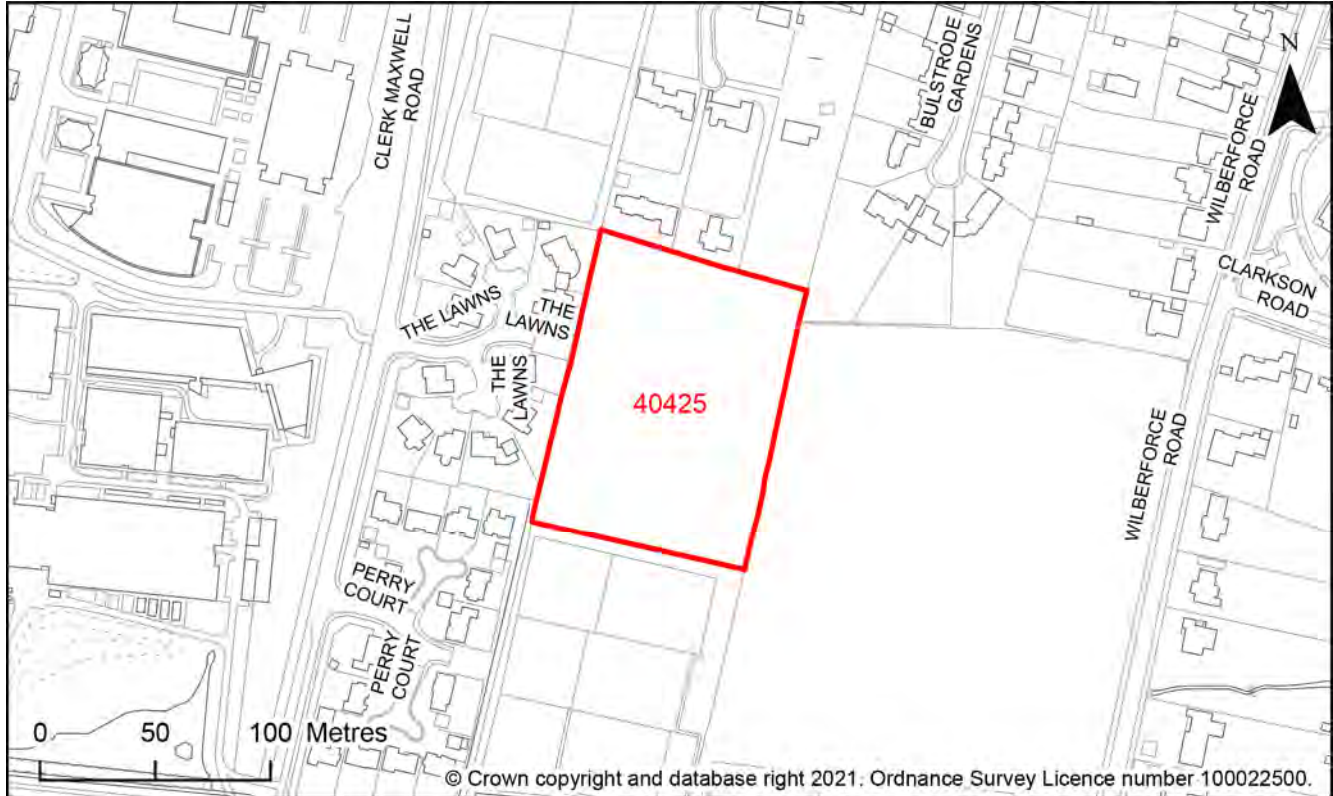 CLERK MAXWELL
ROAD
BULSTRODE
GARDENS
N
WILBERFORCE
ROAD
CLARKSON
ROAD
THE LAWNS
THE
LAWNS
THE
LAWNS
40425
WILBERFORCE
ROAD
PERRY
COURT
PERRY
COURT
0 50 100 Metres
© Crown copyright and database right 2021. Ordnance Survey Licence number 100022500.